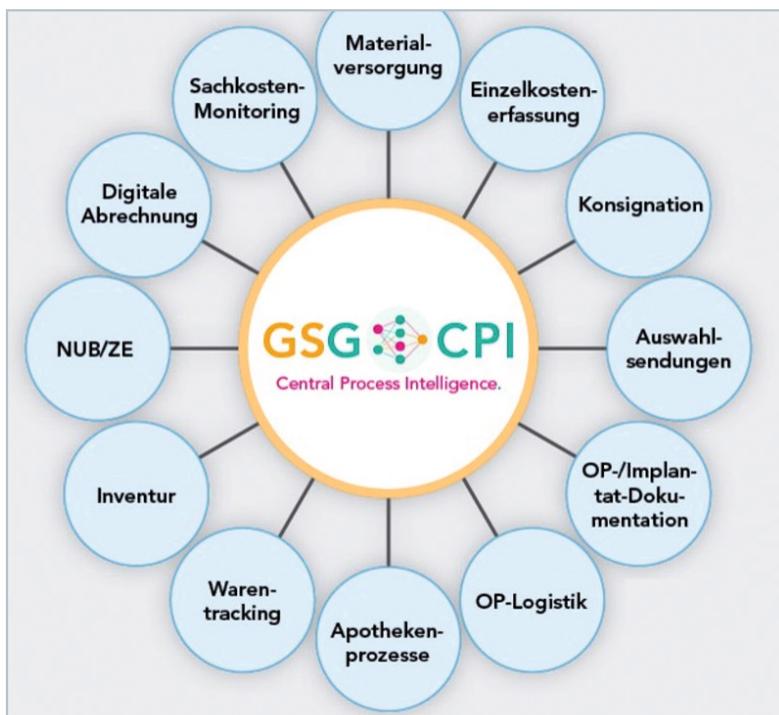 Material-
versorgung
Einzelkosten-
erfassung
Konsignation
Auswahl-
sendungen
OP-/Implan-
tat-Doku-
mentation
OP-Logistik
Apotheken-
prozesse
Waren-
tracking
Inventur
NUB/ZE
Digitale
Abrechnung
Sachkosten-
Monitoring
GSG CPI
Central Process Intelligence.